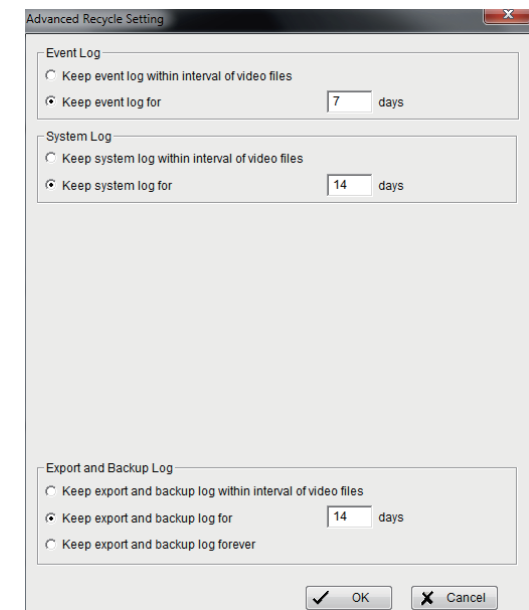 Advanced Recycle Setting
X
Event Log
Keep event log within interval of video files
Keep event log for 7 days
System Log
Keep system log within interval of video files
Keep system log for 14 days
Export and Backup Log
Keep export and backup log within interval of video files
Keep export and backup log for 14 days
Keep export and backup log forever
OK Cancel